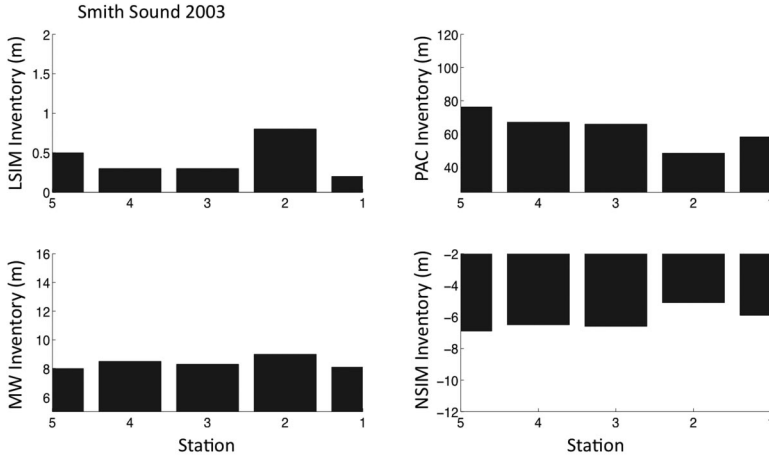 Smith Sound 2003
LSIM Inventory (m)
2
1.5
1
0.5
0
5 4 3 2 1
PAC Inventory (m)
120
100
80
60
40
5 4 3 2 1
MW Inventory (m)
16
14
12
10
8
6
5 4 3 2 1
Station
NSIM Inventory (m)
−2
−4
−6
−8
−10
−12
5 4 3 2 1
Station